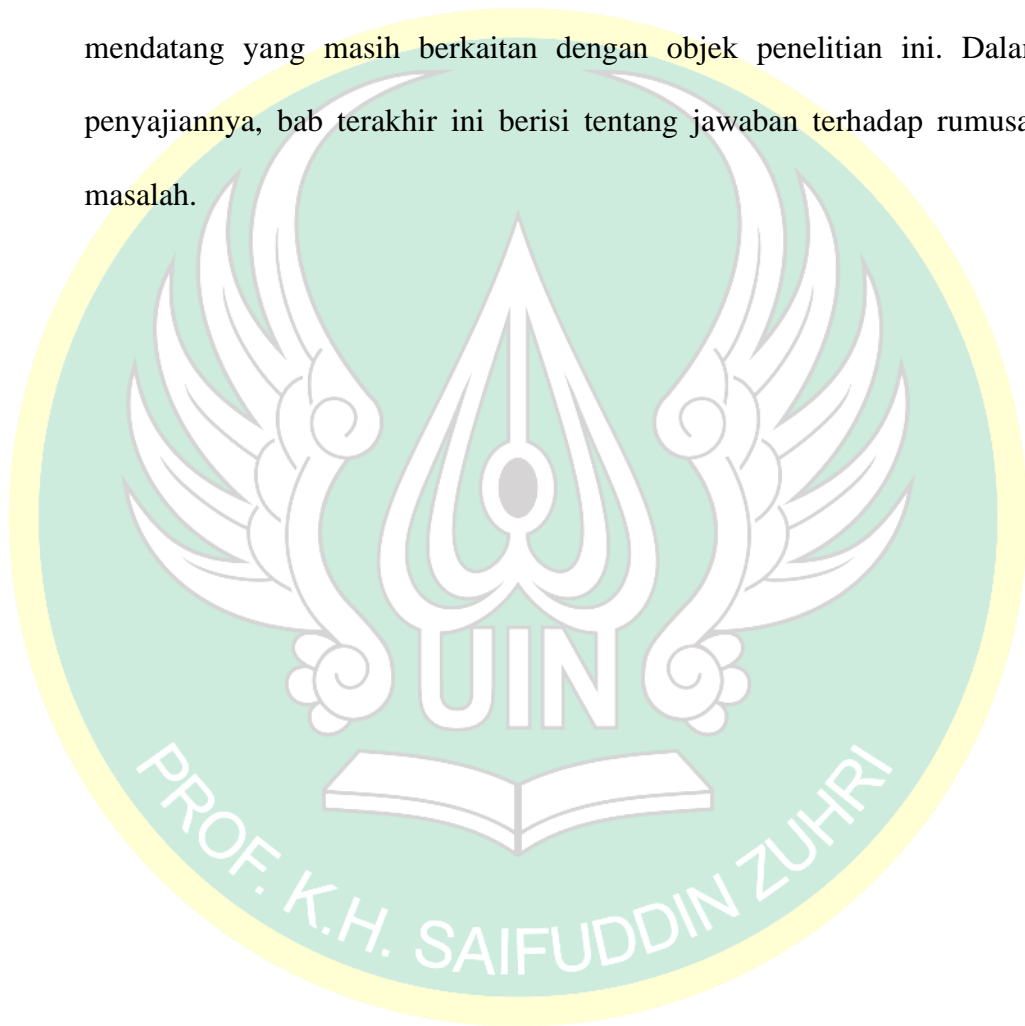 mendatang yang masih berkaitan dengan objek penelitian ini. Dalam
penyajiannya, bab terakhir ini berisi tentang jawaban terhadap rumusa
masalah.
UIN
PROF. K.H. SAIFUDDIN ZUHRI